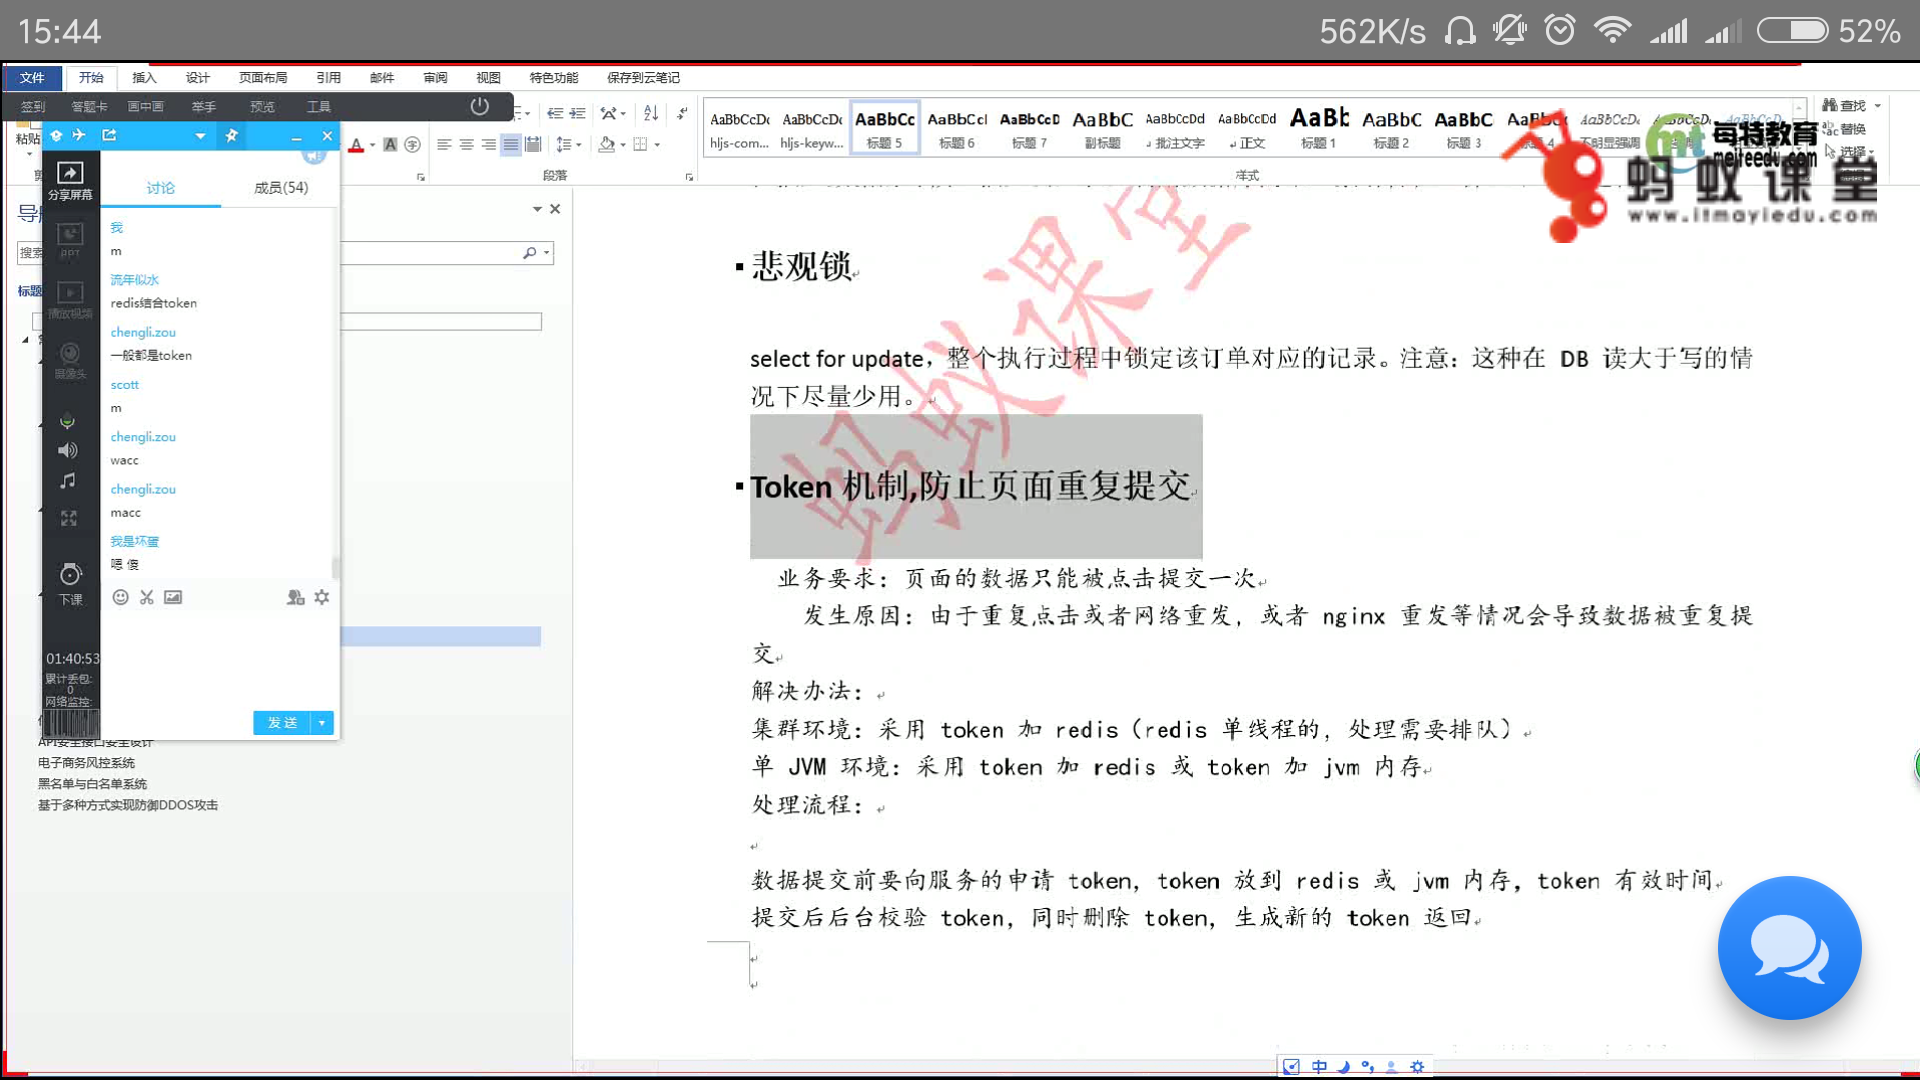 15:44
562K/s
52%
文件 开始 插入 设计 页面布局 引用 邮件 审阅 视图 特色功能 保存到云笔记
签到 答题卡 画中画 举手 预览 工具
AaBbCcDc AaBbCcDc AaBbCc AaBbCcI AaBbCcD AaBbC AaBbCcDd AaBbCcIDd AaBb AaBbC AaBbC
hljs-com... hljs-keyw... 标题 5 标题 6 标题 7 副标题 批注文字 正文 标题 1 标题 2 标题 3 不明显强调
段落
样式
查找
替换
选择
每特教育
meiteedu.com
蚂蚁课堂
www.itmayiedu.com
分享屏幕
PPT
播放视频
摄像头
下课
01:40:53
累计丢包:
0
网络监控:
讨论 成员(54)
我
m
流年似水
redis结合token
chengli.zou
一般都是token
scott
m
chengli.zou
wacc
chengli.zou
macc
我是坏蛋
嗯 俊
发送
API安全接口安全设计
电子商务风控系统
黑名单与白名单系统
基于多种方式实现防御DDOS攻击
蚂蚁课堂
悲观锁
select for update，整个执行过程中锁定该订单对应的记录。注意：这种在 DB 读大于写的情
况下尽量少用。
Token 机制,防止页面重复提交
业务要求：页面的数据只能被点击提交一次
发生原因：由于重复点击或者网络重发，或者 nginx 重发等情况会导致数据被重复提
交
解决办法：
集群环境：采用 token 加 redis（redis 单线程的，处理需要排队）
单 JVM 环境：采用 token 加 redis 或 token 加 jvm 内存
处理流程：
数据提交前要向服务的申请 token，token 放到 redis 或 jvm 内存，token 有效时间
提交后后台校验 token，同时删除 token，生成新的 token 返回
中